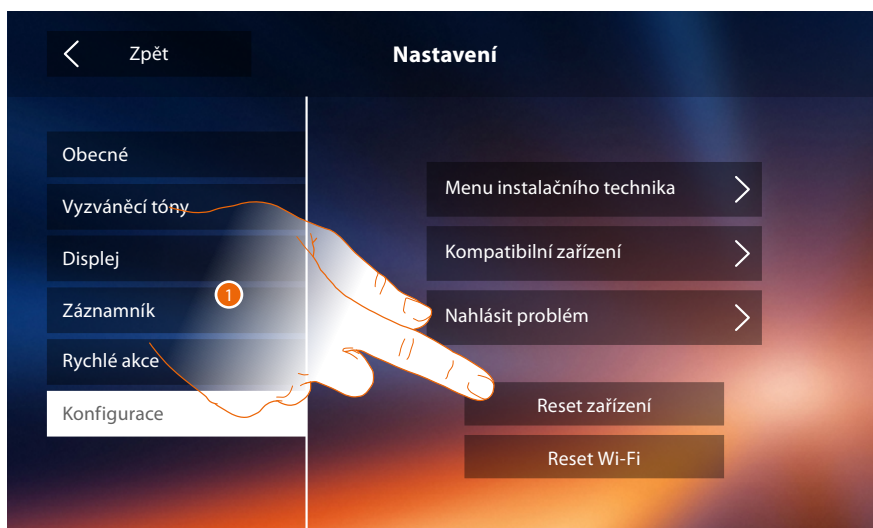 Zpět
Nastavení
Obecné
Vyzváněcí tóny
Displej
Záznamník
Rychlé akce
Konfigurace
1
Menu instalačního technika
Kompatibilní zařízení
Nahlásit problém
Reset zařízení
Reset Wi-Fi